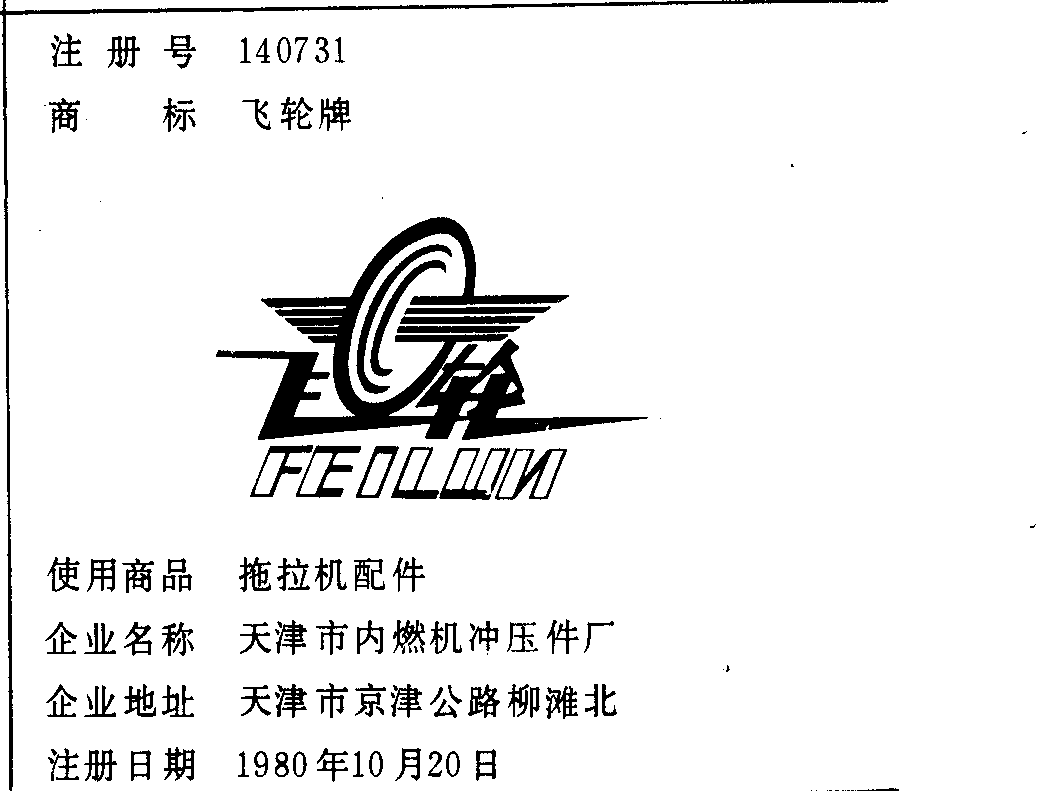 注册号 140731
商标 飞轮牌
飞轮
FEILUN
使用商品 拖拉机配件
企业名称 天津市内燃机冲压件厂
企业地址 天津市京津公路柳滩北
注册日期 1980年10月20日